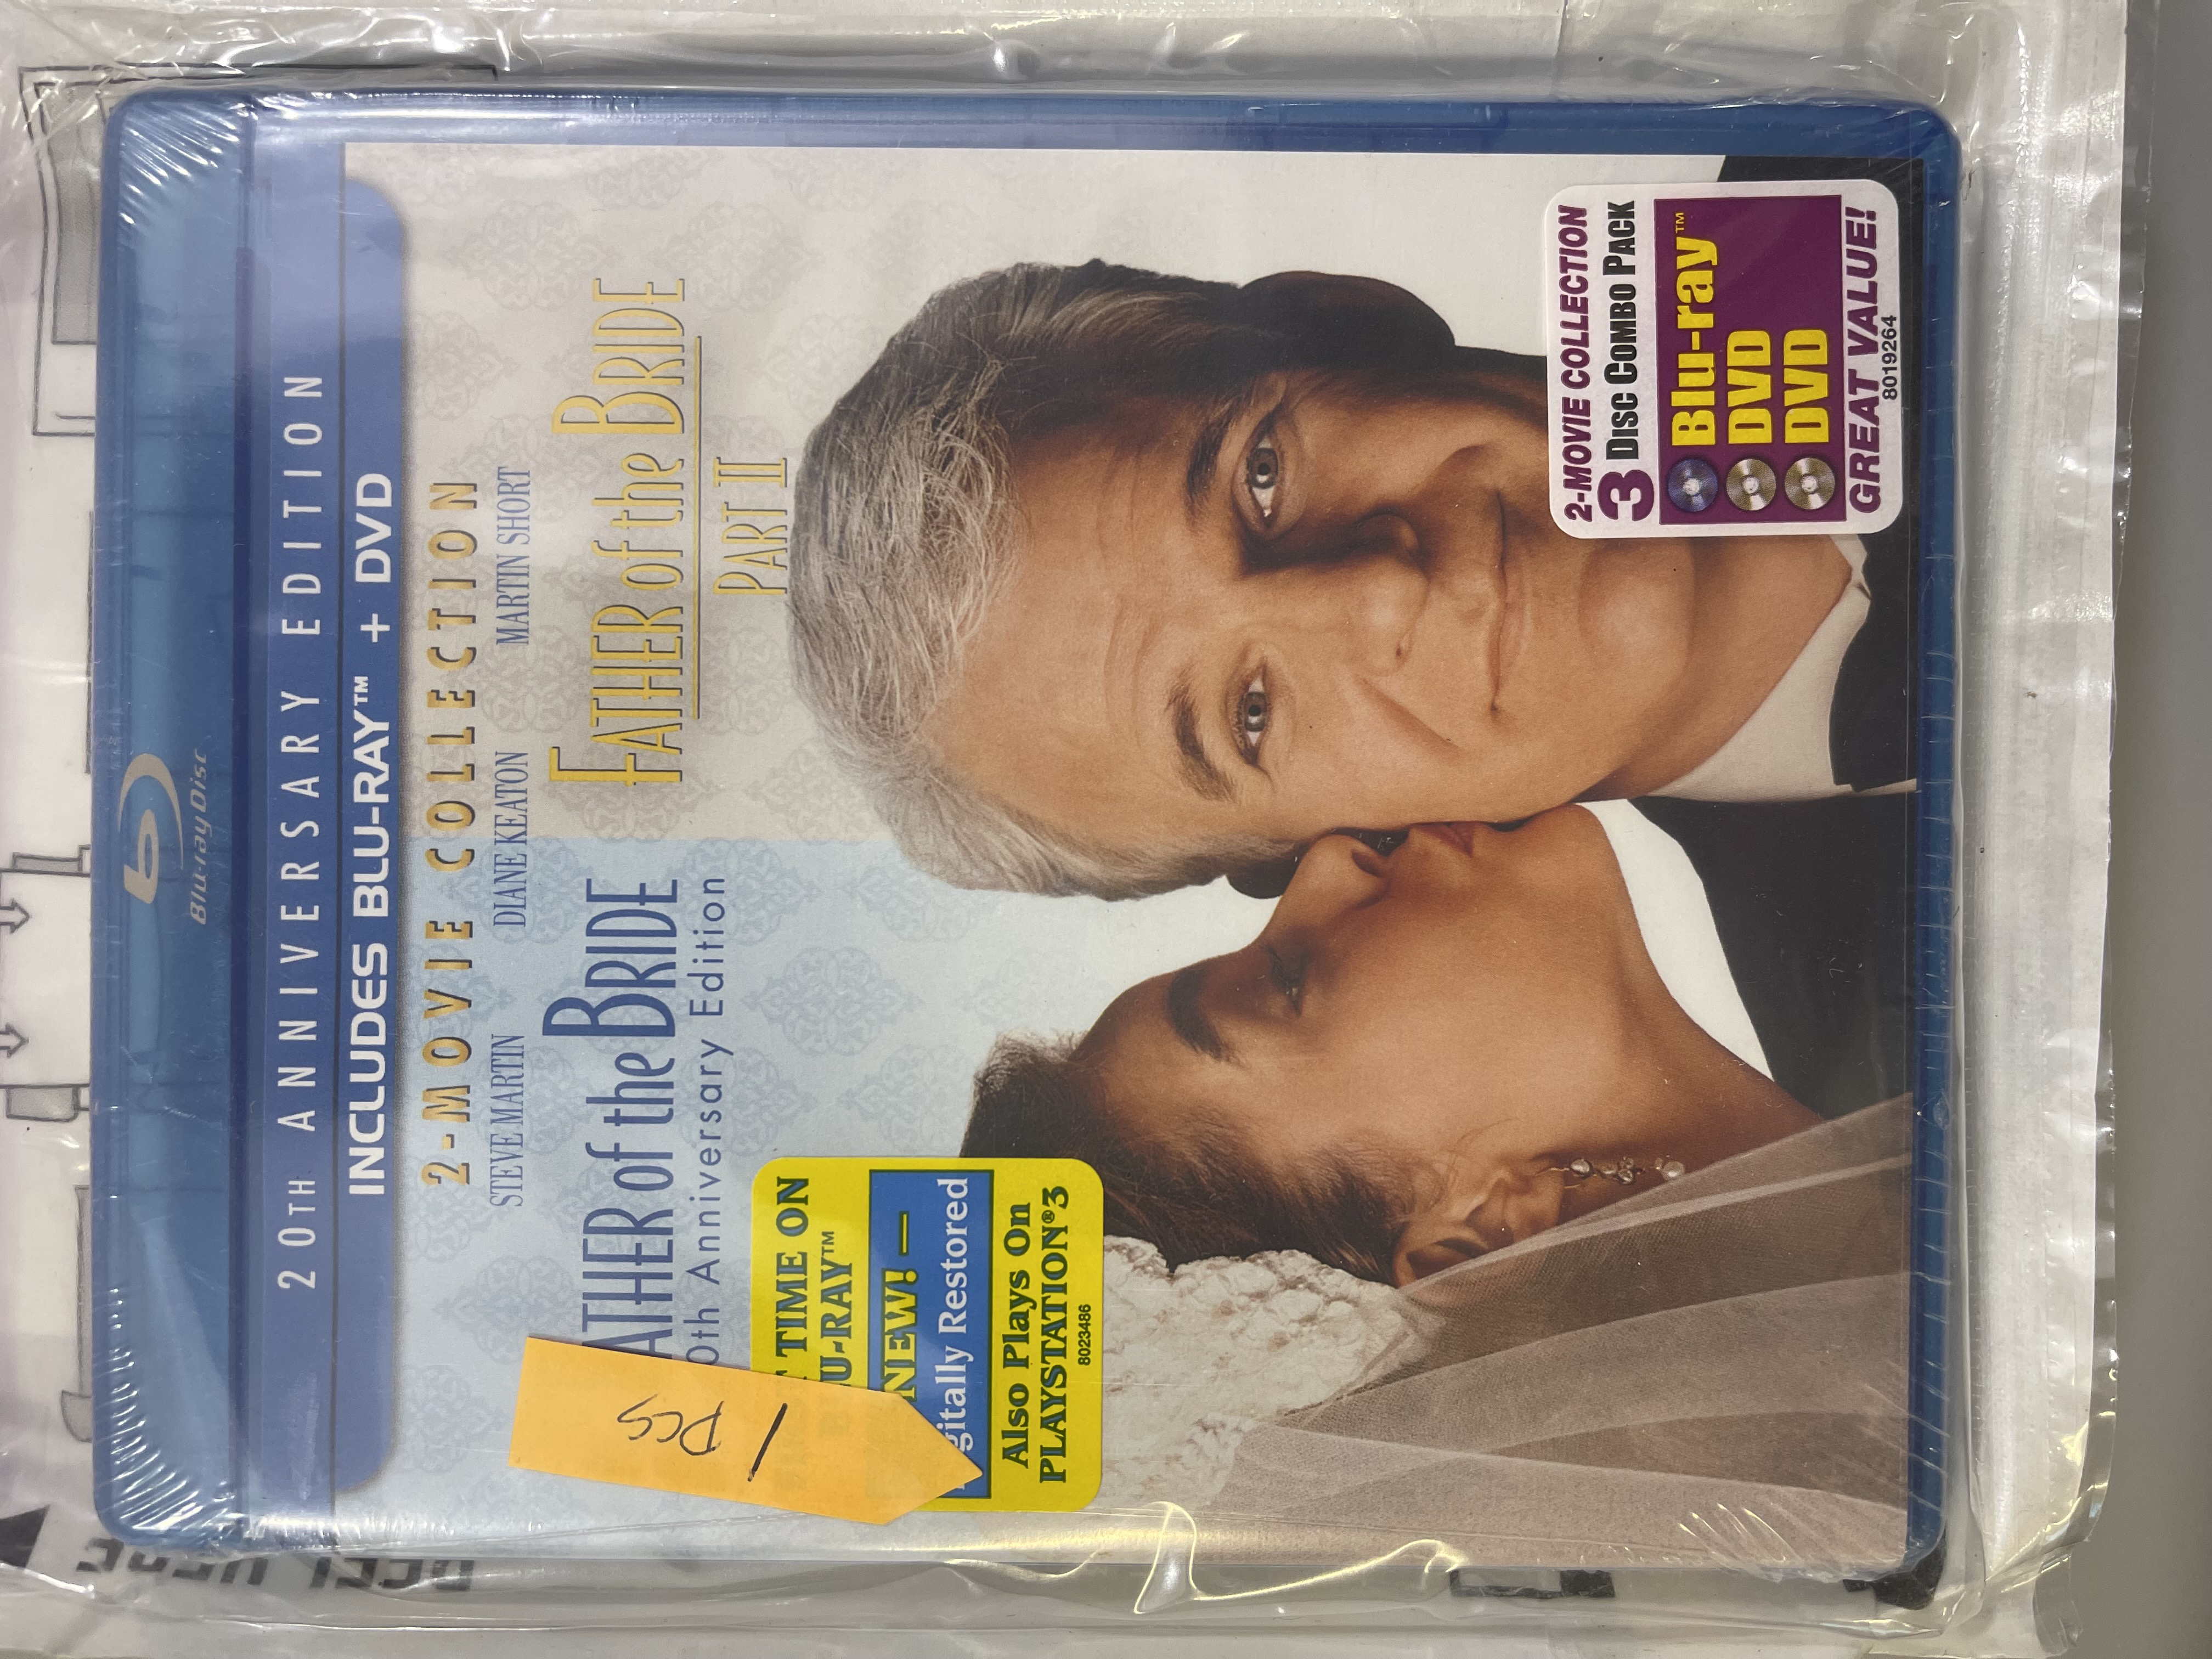 Blu-ray Disc
20TH ANNIVERSARY EDITION
INCLUDES BLU-RAY™ + DVD
2-MOVIE COLLECTION
STEVE MARTIN DIANE KEATON MARTIN SHORT
ATHER of the BRIDE
0th Anniversary Edition
FATHER of the BRIDE
PART II
1 PCS
T TIME ON
U-RAY™
NEW! —
gitally Restored
Also Plays On
PLAYSTATION®3
8023486
2-MOVIE COLLECTION
3 DISC COMBO PACK
Blu-ray™
DVD
DVD
GREAT VALUE!
8019264